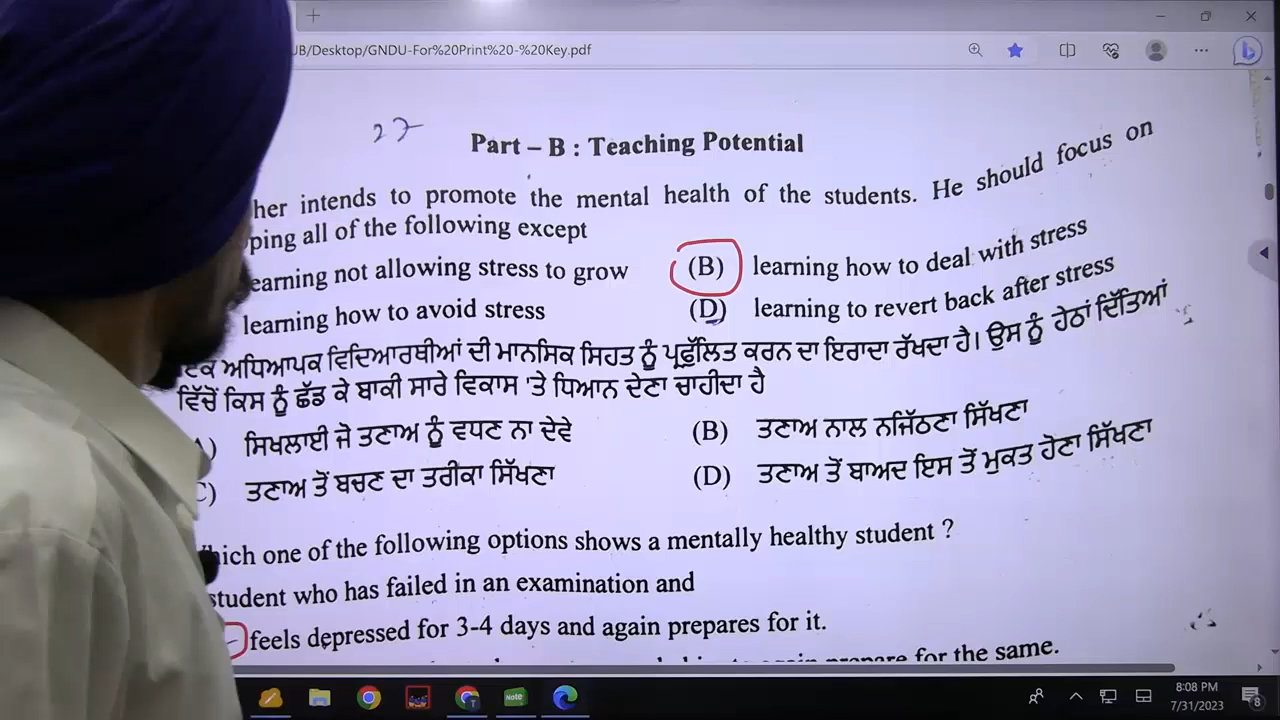 JB/Desktop/GNDU-For%20Print%20-%20Key.pdf
27
Part – B : Teaching Potential
her intends to promote the mental health of the students. He should focus on
ping all of the following except
earning not allowing stress to grow (B) learning how to deal with stress
learning how to avoid stress (D) learning to revert back after stress
ਇਕ ਅਧਿਆਪਕ ਵਿਦਿਆਰਥੀਆਂ ਦੀ ਮਾਨਸਿਕ ਸਿਹਤ ਨੂੰ ਪ੍ਰਫੁੱਲਿਤ ਕਰਨ ਦਾ ਇਰਾਦਾ ਰੱਖਦਾ ਹੈ। ਉਸ ਨੂੰ ਹੇਠਾਂ ਦਿੱਤਿਆਂ
ਵਿੱਚੋਂ ਕਿਸ ਨੂੰ ਛੱਡ ਕੇ ਬਾਕੀ ਸਾਰੇ ਵਿਕਾਸ 'ਤੇ ਧਿਆਨ ਦੇਣਾ ਚਾਹੀਦਾ ਹੈ
) ਸਿਖਲਾਈ ਜੋ ਤਣਾਅ ਨੂੰ ਵਧਣ ਨਾ ਦੇਵੇ (B) ਤਣਾਅ ਨਾਲ ਨਜਿੱਠਣਾ ਸਿੱਖਣਾ
C) ਤਣਾਅ ਤੋਂ ਬਚਣ ਦਾ ਤਰੀਕਾ ਸਿੱਖਣਾ (D) ਤਣਾਅ ਤੋਂ ਬਾਅਦ ਇਸ ਤੋਂ ਮੁਕਤ ਹੋਣਾ ਸਿੱਖਣਾ
hich one of the following options shows a mentally healthy student ?
student who has failed in an examination and
feels depressed for 3-4 days and again prepares for it.
again prepare for the same.
Note
8:08 PM
7/31/2023
8